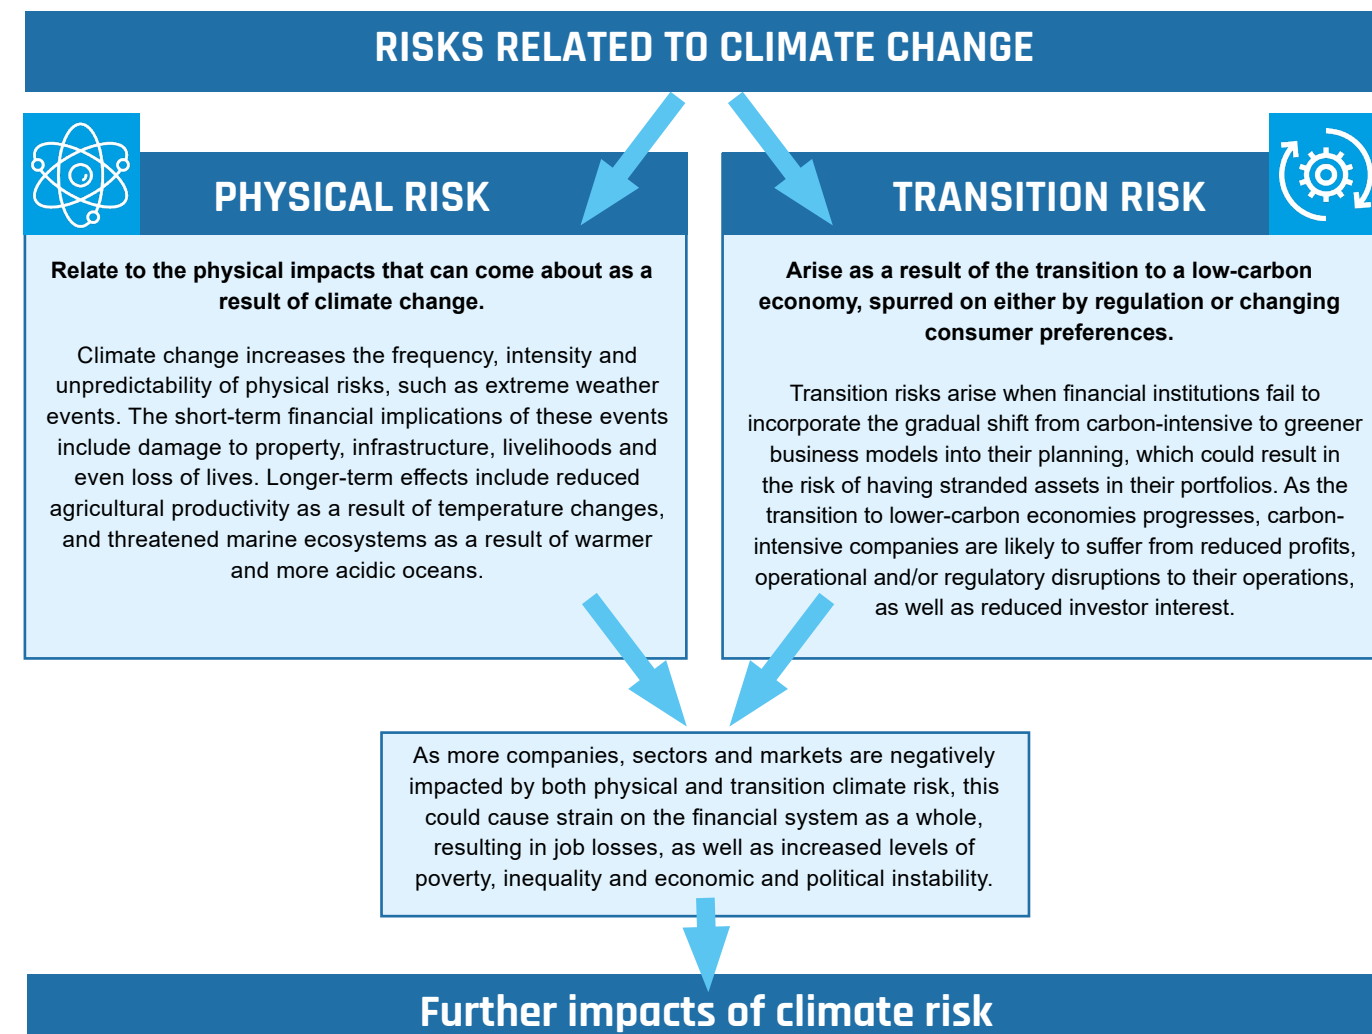 RISKS RELATED TO CLIMATE CHANGE
PHYSICAL RISK
Relate to the physical impacts that can come about as a
result of climate change.
Climate change increases the frequency, intensity and
unpredictability of physical risks, such as extreme weather
events. The short-term financial implications of these events
include damage to property, infrastructure, livelihoods and
even loss of lives. Longer-term effects include reduced
agricultural productivity as a result of temperature changes,
and threatened marine ecosystems as a result of warmer
and more acidic oceans.
TRANSITION RISK
Arise as a result of the transition to a low-carbon
economy, spurred on either by regulation or changing
consumer preferences.
Transition risks arise when financial institutions fail to
incorporate the gradual shift from carbon-intensive to greener
business models into their planning, which could result in
the risk of having stranded assets in their portfolios. As the
transition to lower-carbon economies progresses, carbon-
intensive companies are likely to suffer from reduced profits,
operational and/or regulatory disruptions to their operations,
as well as reduced investor interest.
As more companies, sectors and markets are negatively
impacted by both physical and transition climate risk, this
could cause strain on the financial system as a whole,
resulting in job losses, as well as increased levels of
poverty, inequality and economic and political instability.
Further impacts of climate risk